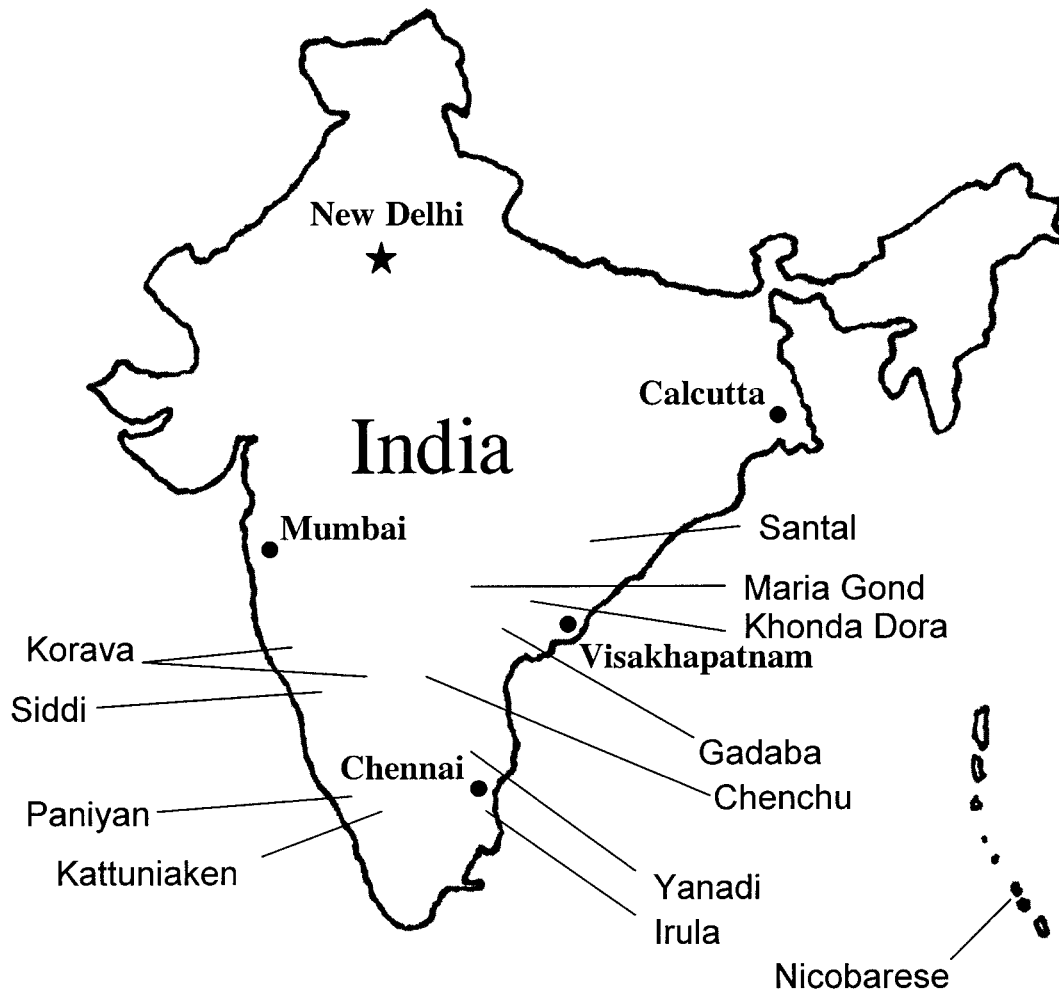 New Delhi
Calcutta
India
Mumbai
Santal
Maria Gond
Khonda Dora
Korava
Visakhapatnam
Siddi
Gadaba
Chennai
Chenchu
Paniyan
Kattuniaken
Yanadi
Irula
Nicobarese